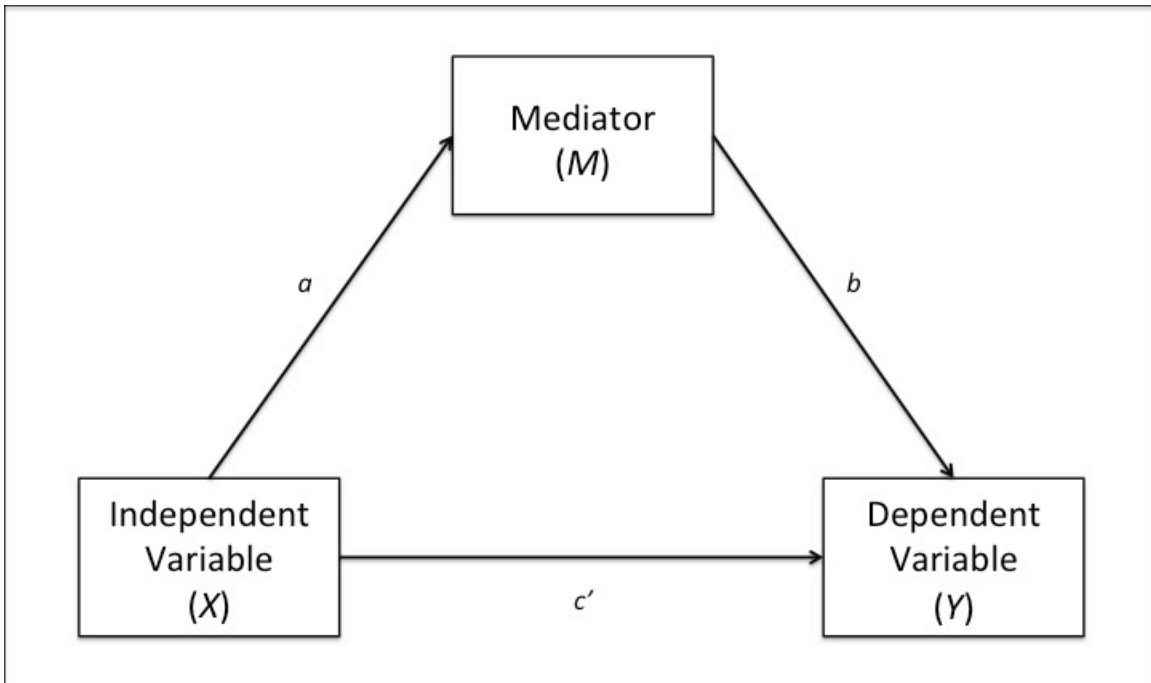 Mediator
(M)
a
b
Independent
Variable
(X)
Dependent
Variable
(Y)
c’